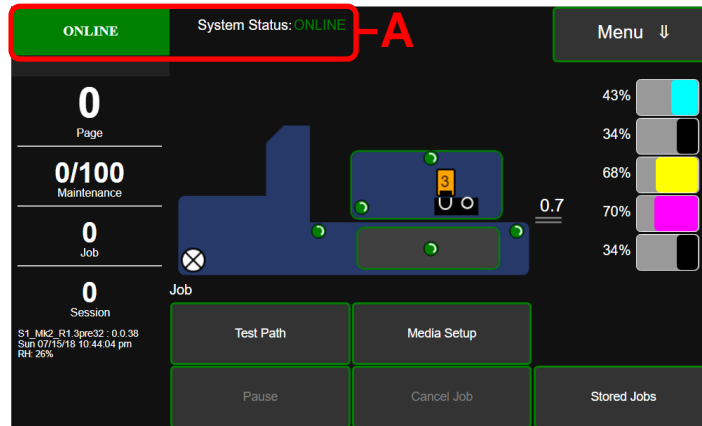 ONLINE
System Status: ONLINE
A
Menu ⇓
0
Page
0/100
Maintenance
0
Job
0
Session
S1_Mk2_R1.3pre32 : 0.0.38
Sun 07/15/18 10:44:04 pm
RH: 26%
3
0.7
43%
34%
68%
70%
34%
Job
Test Path
Media Setup
Pause
Cancel Job
Stored Jobs